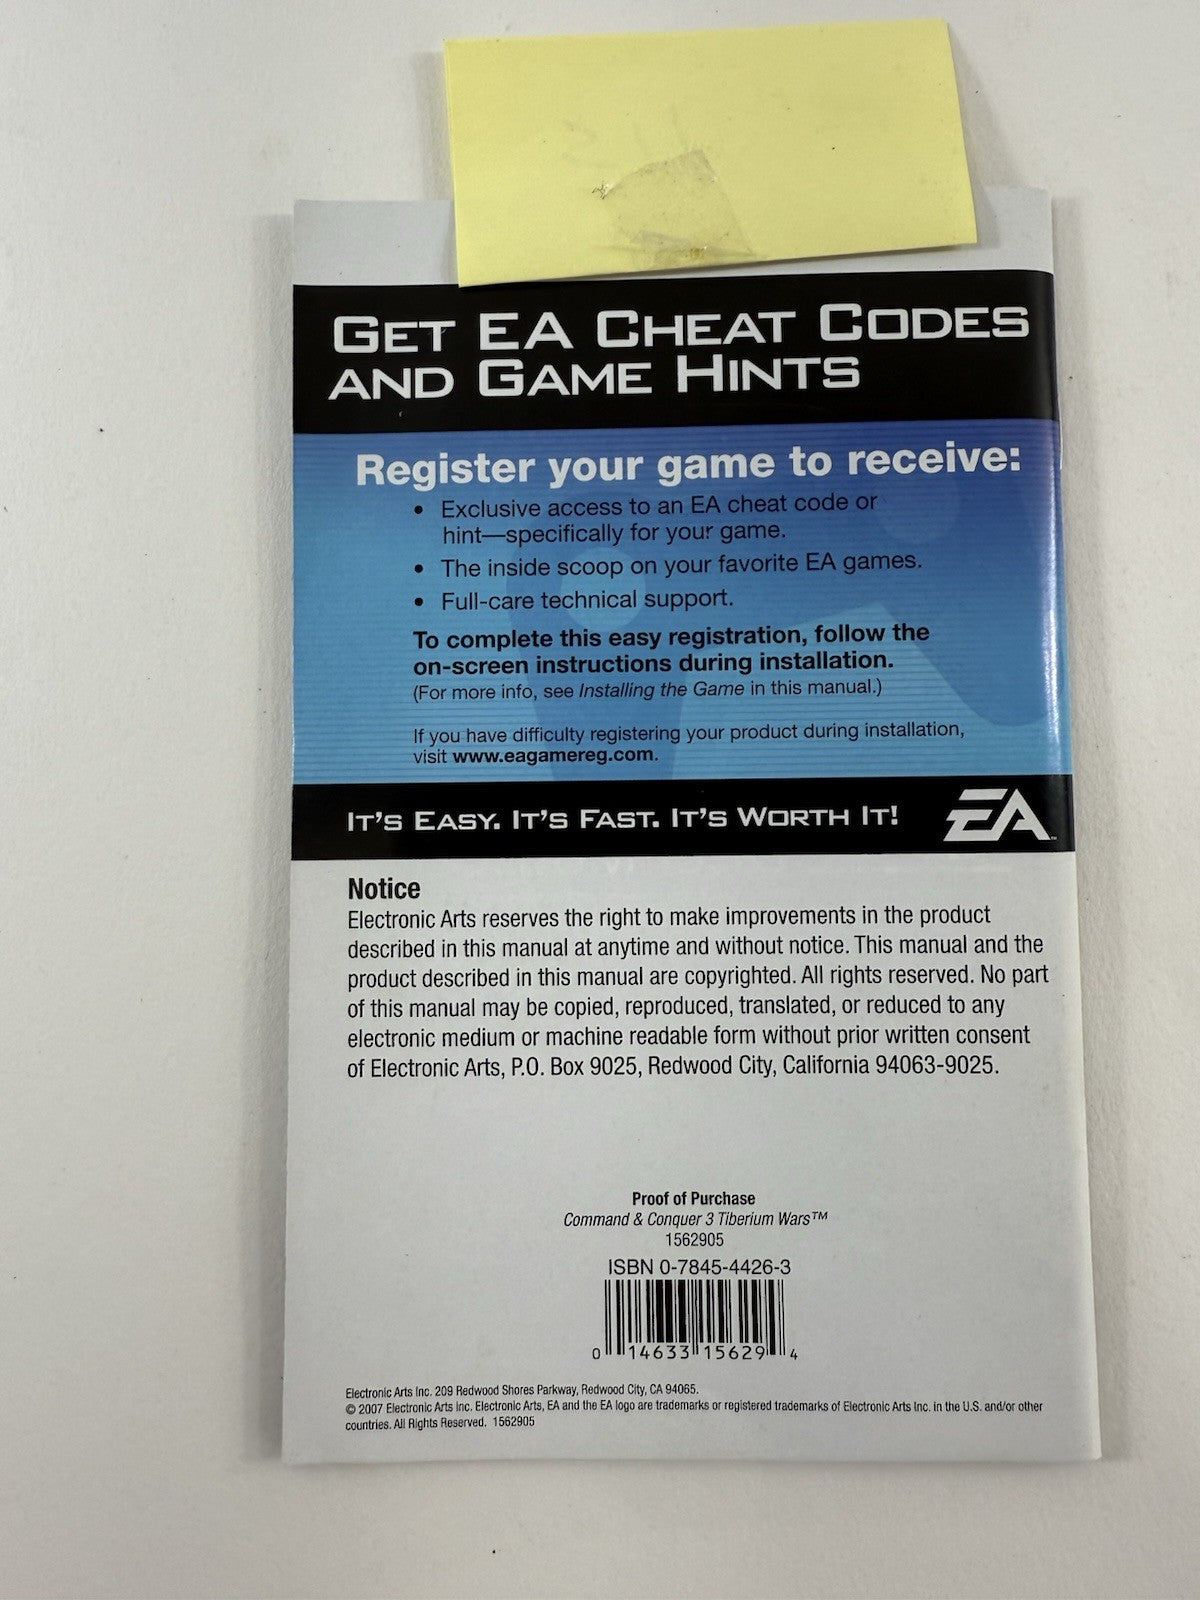 GET EA CHEAT CODES
AND GAME HINTS
Register your game to receive:
• Exclusive access to an EA cheat code or
hint—specifically for your game.
• The inside scoop on your favorite EA games.
• Full-care technical support.
To complete this easy registration, follow the
on-screen instructions during installation.
(For more info, see Installing the Game in this manual.)
If you have difficulty registering your product during installation,
visit www.eagamereg.com.
IT'S EASY. IT'S FAST. IT'S WORTH IT!
EA™
Notice
Electronic Arts reserves the right to make improvements in the product
described in this manual at anytime and without notice. This manual and the
product described in this manual are copyrighted. All rights reserved. No part
of this manual may be copied, reproduced, translated, or reduced to any
electronic medium or machine readable form without prior written consent
of Electronic Arts, P.O. Box 9025, Redwood City, California 94063-9025.
Proof of Purchase
Command & Conquer 3 Tiberium Wars™
1562905
ISBN 0-7845-4426-3
0 14633 15629 4
Electronic Arts Inc. 209 Redwood Shores Parkway, Redwood City, CA 94065.
© 2007 Electronic Arts Inc. Electronic Arts, EA and the EA logo are trademarks or registered trademarks of Electronic Arts Inc. in the U.S. and/or other
countries. All Rights Reserved. 1562905